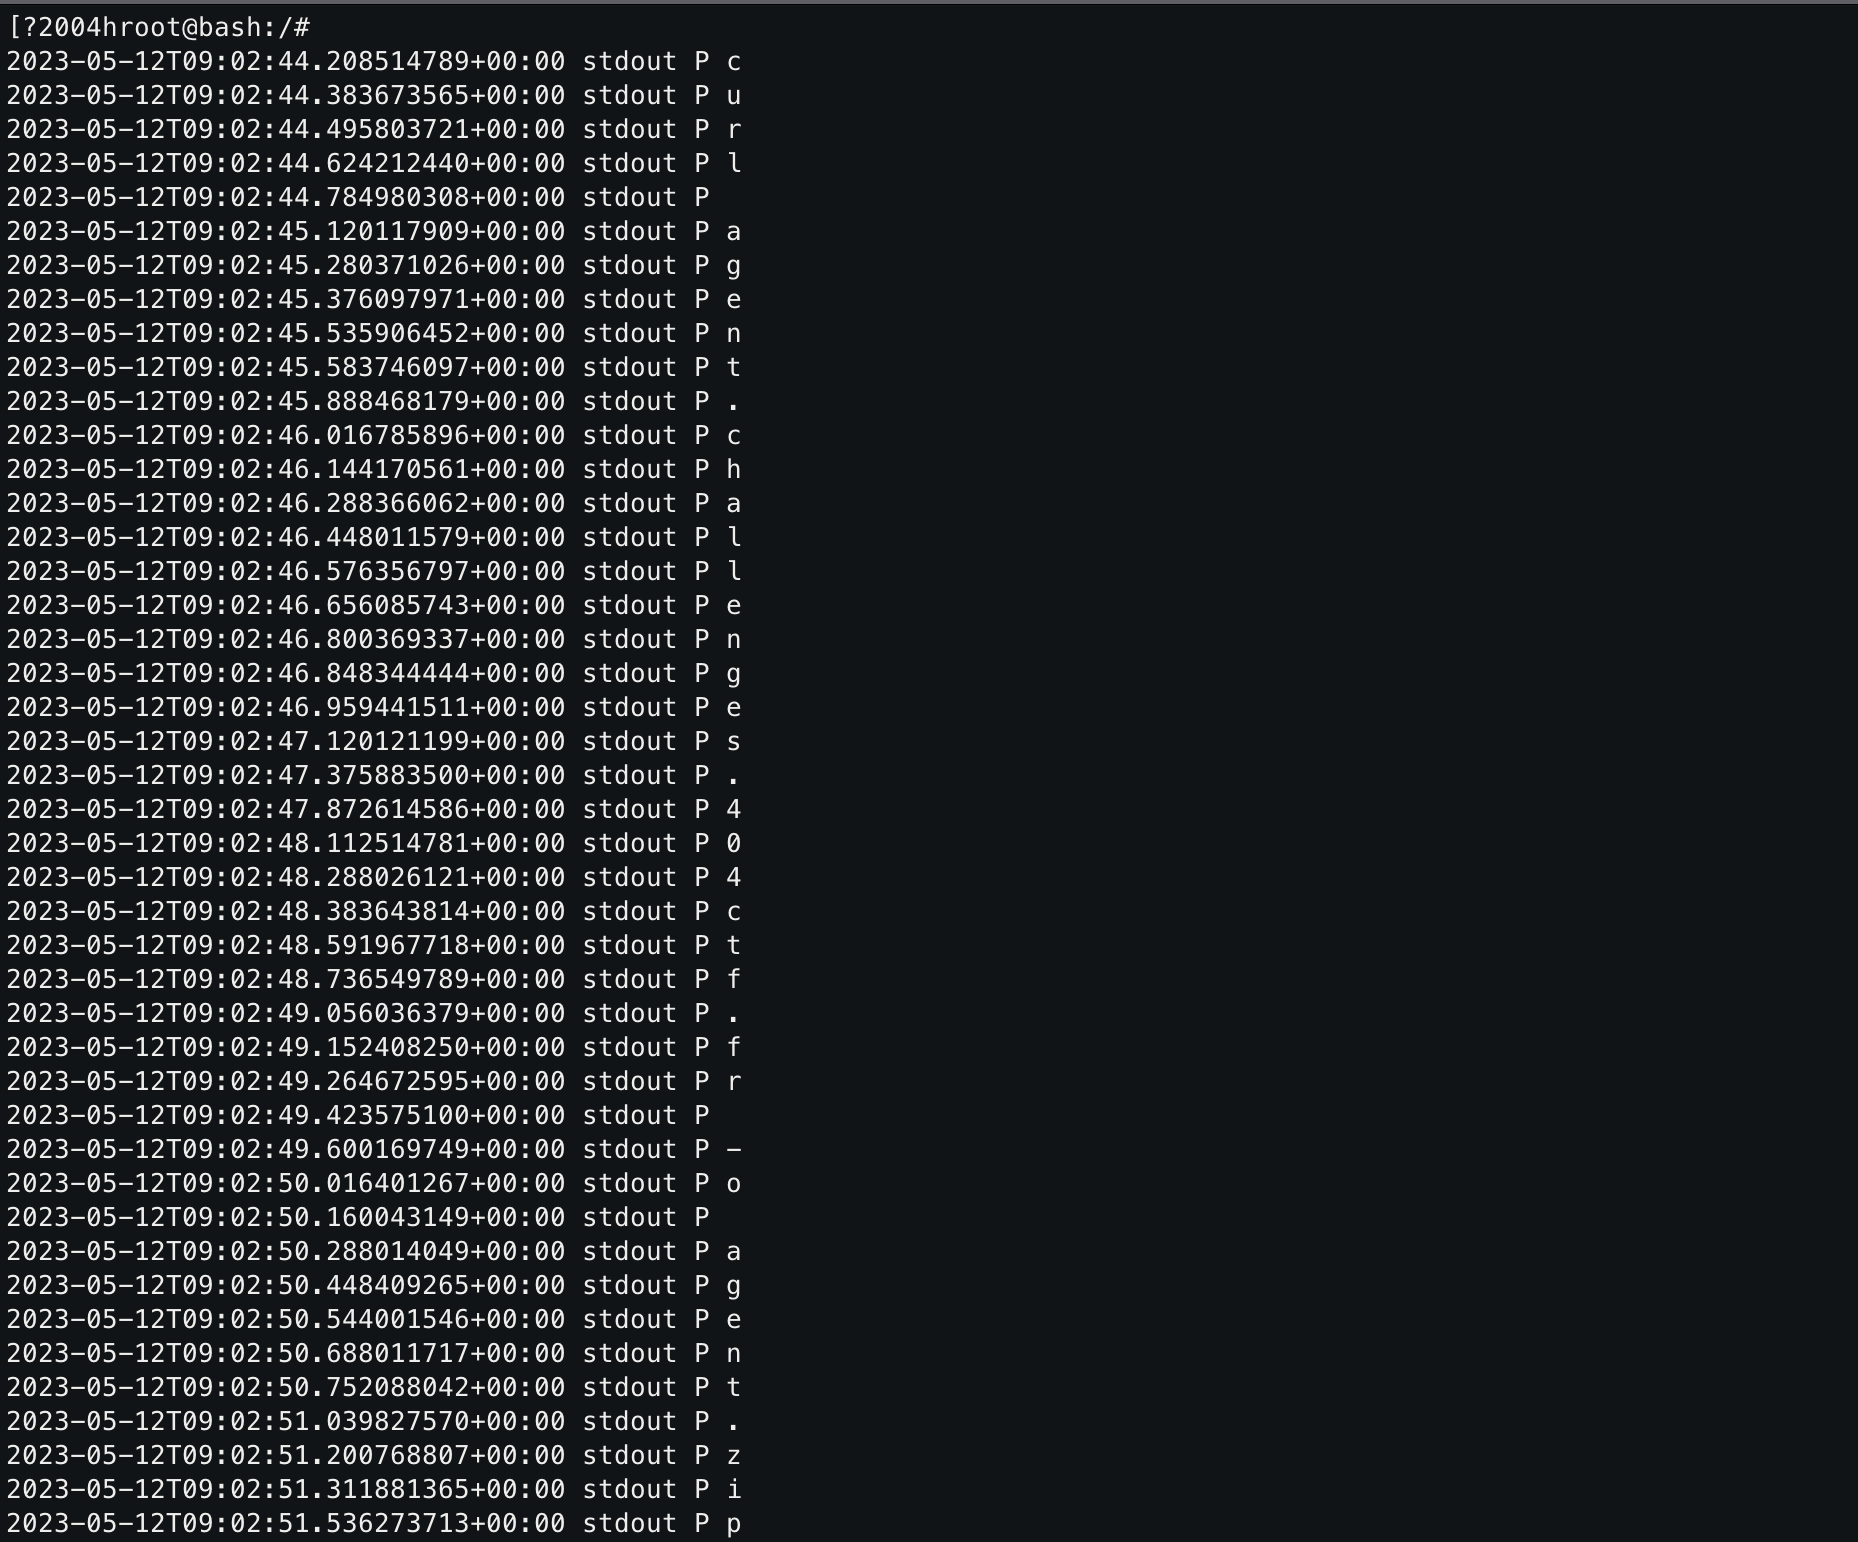 [?2004hroot@bash:/#
2023-05-12T09:02:44.208514789+00:00 stdout P c
2023-05-12T09:02:44.383673565+00:00 stdout P u
2023-05-12T09:02:44.495803721+00:00 stdout P r
2023-05-12T09:02:44.624212440+00:00 stdout P l
2023-05-12T09:02:44.784980308+00:00 stdout P
2023-05-12T09:02:45.120117909+00:00 stdout P a
2023-05-12T09:02:45.280371026+00:00 stdout P g
2023-05-12T09:02:45.376097971+00:00 stdout P e
2023-05-12T09:02:45.535906452+00:00 stdout P n
2023-05-12T09:02:45.583746097+00:00 stdout P t
2023-05-12T09:02:45.888468179+00:00 stdout P .
2023-05-12T09:02:46.016785896+00:00 stdout P c
2023-05-12T09:02:46.144170561+00:00 stdout P h
2023-05-12T09:02:46.288366062+00:00 stdout P a
2023-05-12T09:02:46.448011579+00:00 stdout P l
2023-05-12T09:02:46.576356797+00:00 stdout P l
2023-05-12T09:02:46.656085743+00:00 stdout P e
2023-05-12T09:02:46.800369337+00:00 stdout P n
2023-05-12T09:02:46.848344444+00:00 stdout P g
2023-05-12T09:02:46.959441511+00:00 stdout P e
2023-05-12T09:02:47.120121199+00:00 stdout P s
2023-05-12T09:02:47.375883500+00:00 stdout P .
2023-05-12T09:02:47.872614586+00:00 stdout P 4
2023-05-12T09:02:48.112514781+00:00 stdout P 0
2023-05-12T09:02:48.288026121+00:00 stdout P 4
2023-05-12T09:02:48.383643814+00:00 stdout P c
2023-05-12T09:02:48.591967718+00:00 stdout P t
2023-05-12T09:02:48.736549789+00:00 stdout P f
2023-05-12T09:02:49.056036379+00:00 stdout P .
2023-05-12T09:02:49.152408250+00:00 stdout P f
2023-05-12T09:02:49.264672595+00:00 stdout P r
2023-05-12T09:02:49.423575100+00:00 stdout P
2023-05-12T09:02:49.600169749+00:00 stdout P -
2023-05-12T09:02:50.016401267+00:00 stdout P o
2023-05-12T09:02:50.160043149+00:00 stdout P
2023-05-12T09:02:50.288014049+00:00 stdout P a
2023-05-12T09:02:50.448409265+00:00 stdout P g
2023-05-12T09:02:50.544001546+00:00 stdout P e
2023-05-12T09:02:50.688011717+00:00 stdout P n
2023-05-12T09:02:50.752088042+00:00 stdout P t
2023-05-12T09:02:51.039827570+00:00 stdout P .
2023-05-12T09:02:51.200768807+00:00 stdout P z
2023-05-12T09:02:51.311881365+00:00 stdout P i
2023-05-12T09:02:51.536273713+00:00 stdout P p